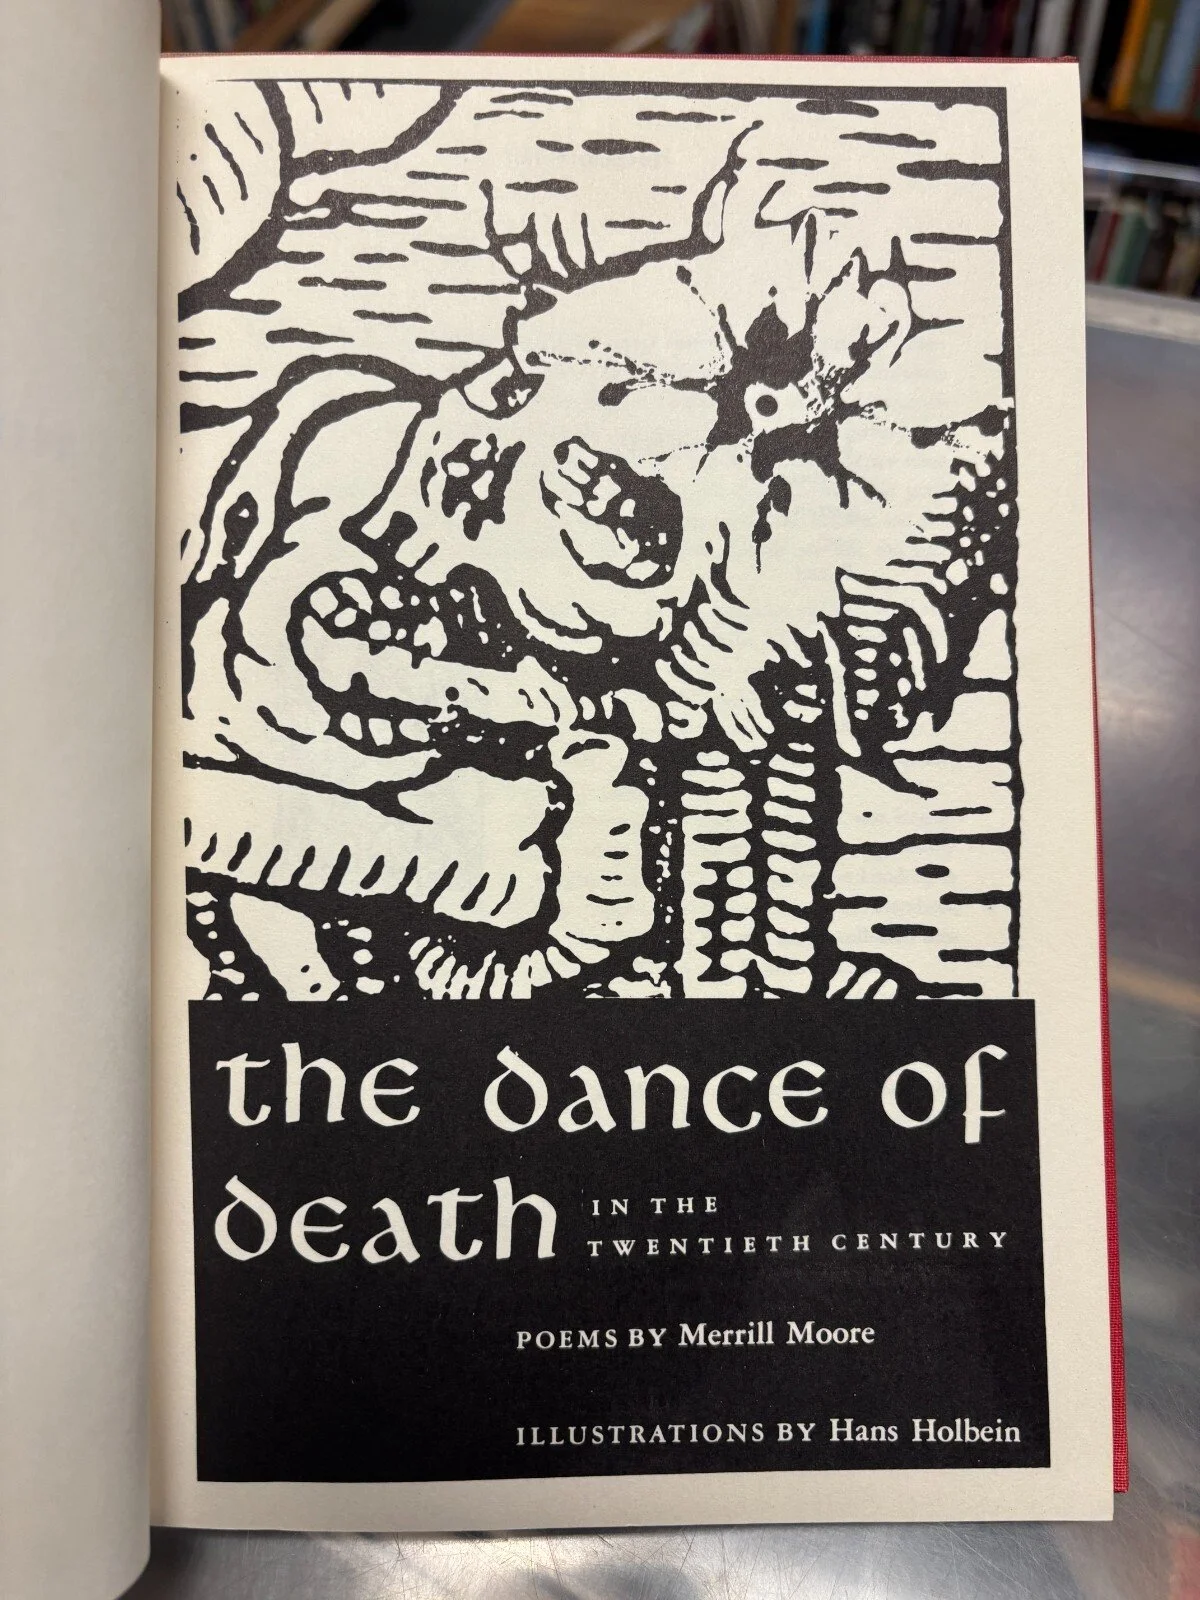 the dance of
death IN THE
TWENTIETH CENTURY
POEMS BY Merrill Moore
ILLUSTRATIONS BY Hans Holbein